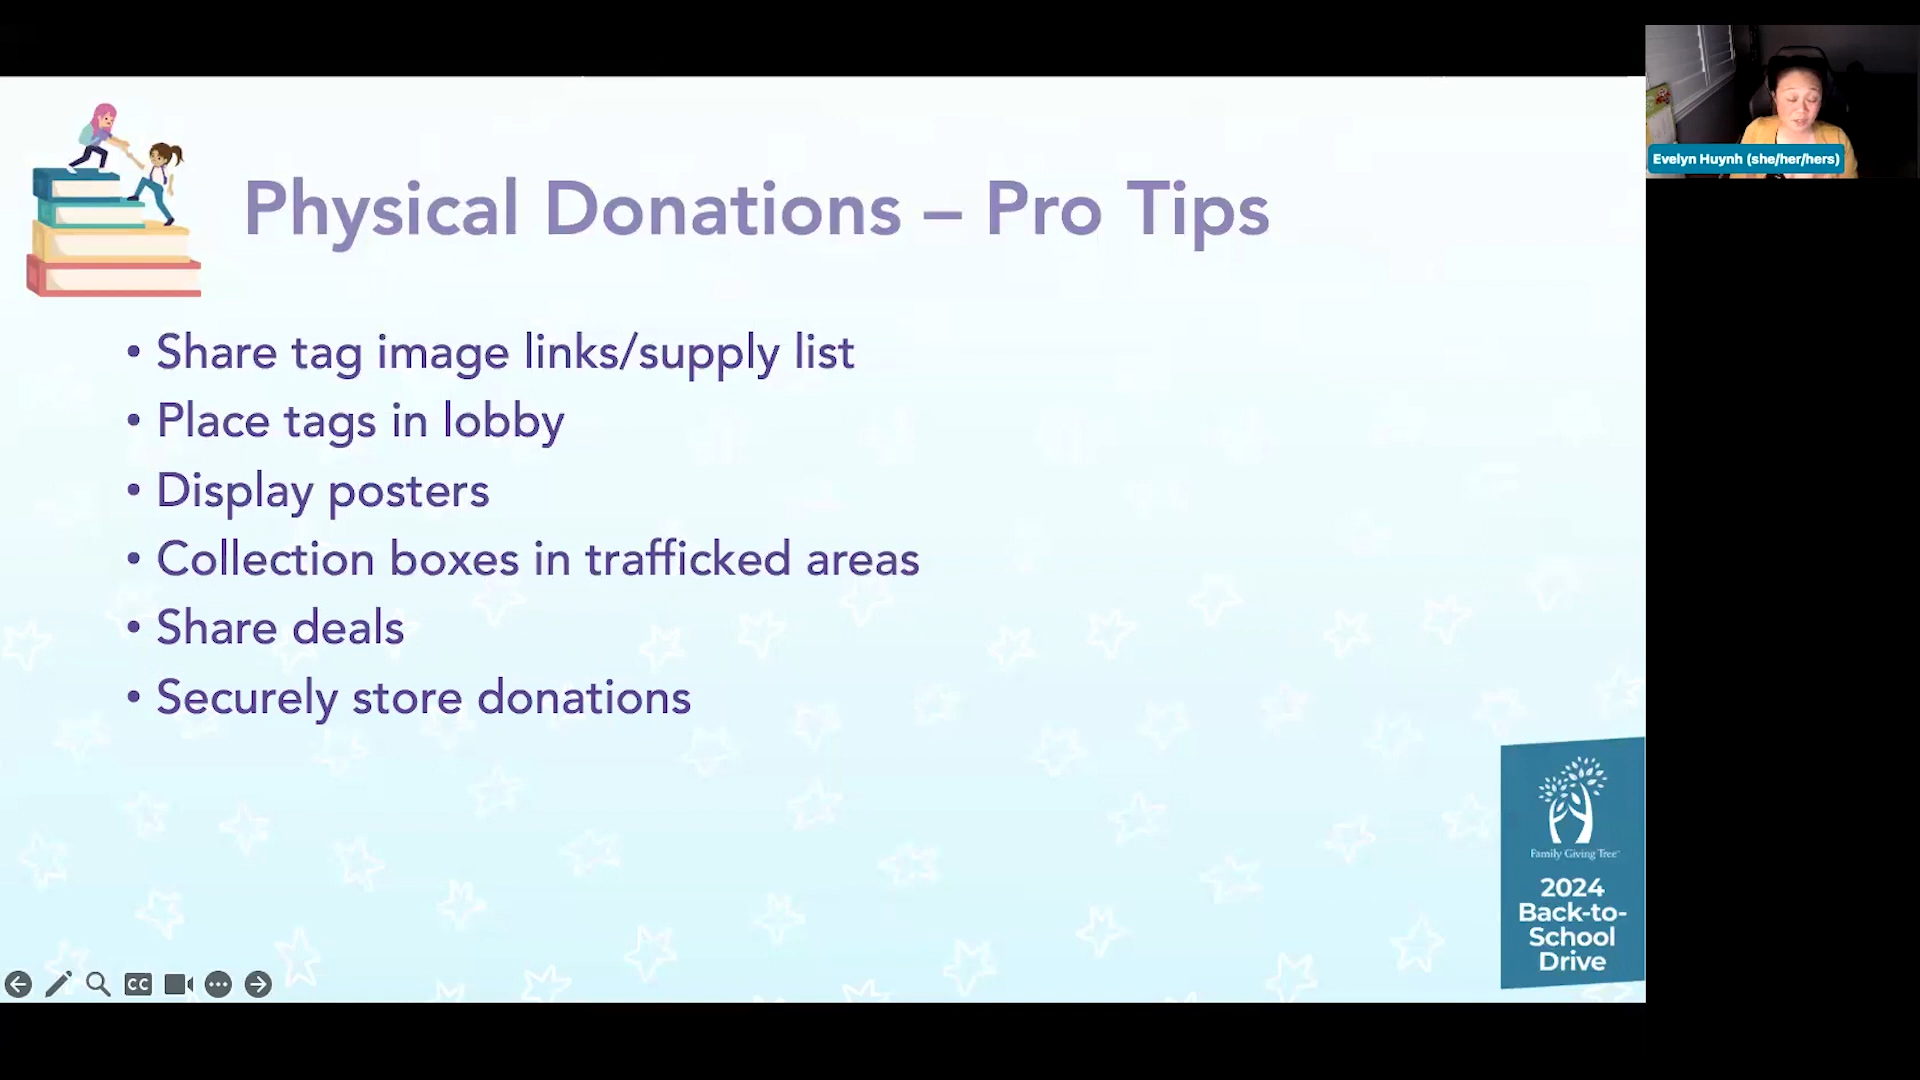 Evelyn Huynh (she/her/hers)
Physical Donations – Pro Tips
• Share tag image links/supply list
• Place tags in lobby
• Display posters
• Collection boxes in trafficked areas
• Share deals
• Securely store donations
Family Giving Tree
2024
Back-to-
School
Drive
CC